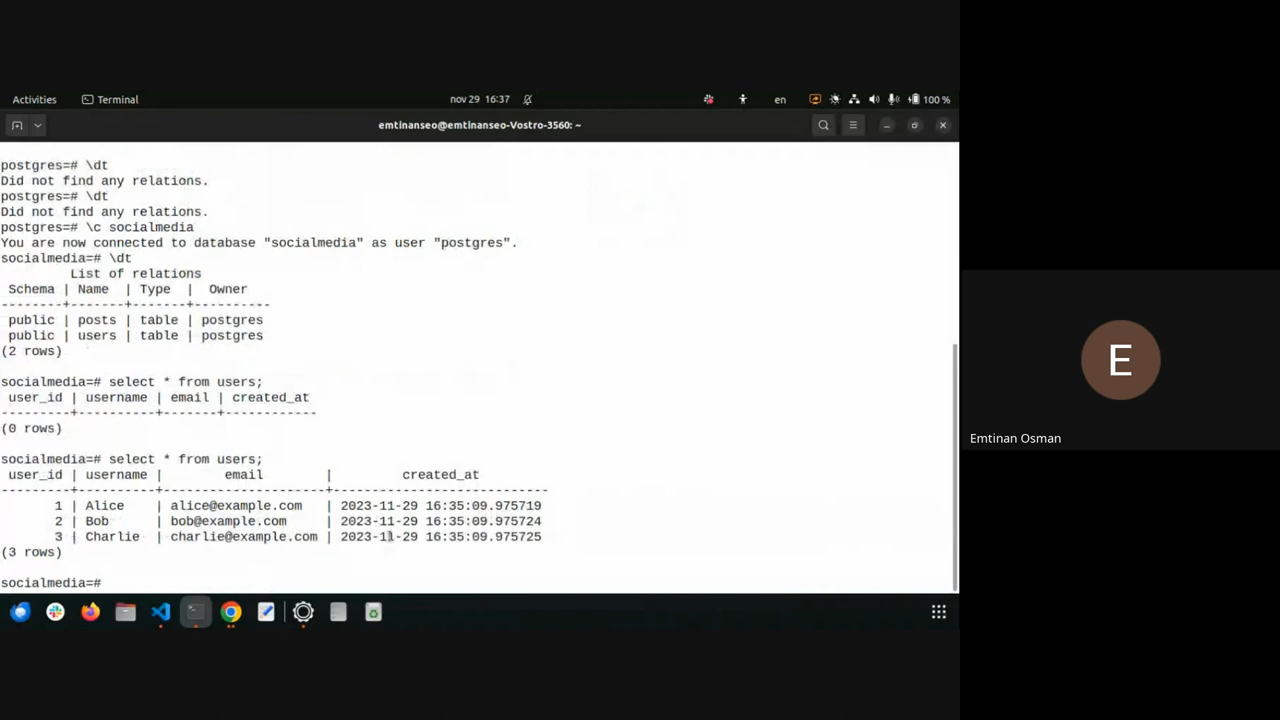 Activities Terminal nov 29 16:37 en 100 %
emtinanseo@emtinanseo-Vostro-3560: ~
postgres=# \dt
Did not find any relations.
postgres=# \dt
Did not find any relations.
postgres=# \c socialmedia
You are now connected to database "socialmedia" as user "postgres".
socialmedia=# \dt
        List of relations
 Schema | Name  | Type  |  Owner
--------+-------+-------+----------
 public | posts | table | postgres
 public | users | table | postgres
(2 rows)

socialmedia=# select * from users;
 user_id | username | email | created_at
---------+----------+-------+------------
(0 rows)

socialmedia=# select * from users;
 user_id | username |        email        |         created_at
---------+----------+---------------------+----------------------------
       1 | Alice    | alice@example.com   | 2023-11-29 16:35:09.975719
       2 | Bob      | bob@example.com     | 2023-11-29 16:35:09.975724
       3 | Charlie  | charlie@example.com | 2023-11-29 16:35:09.975725
(3 rows)

socialmedia=#
E
Emtinan Osman